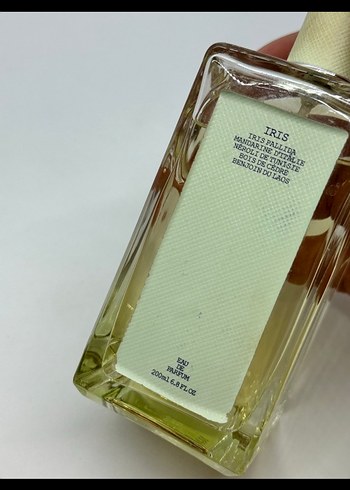 IRIS
IRIS PALLIDA
MANDARINE D'ITALIE
NÉROLI DE TUNISIE
BOIS DE CÈDRE
BENJOIN DU LAOS
EAU
DE
PARFUM
200ml 6,8 FL OZ